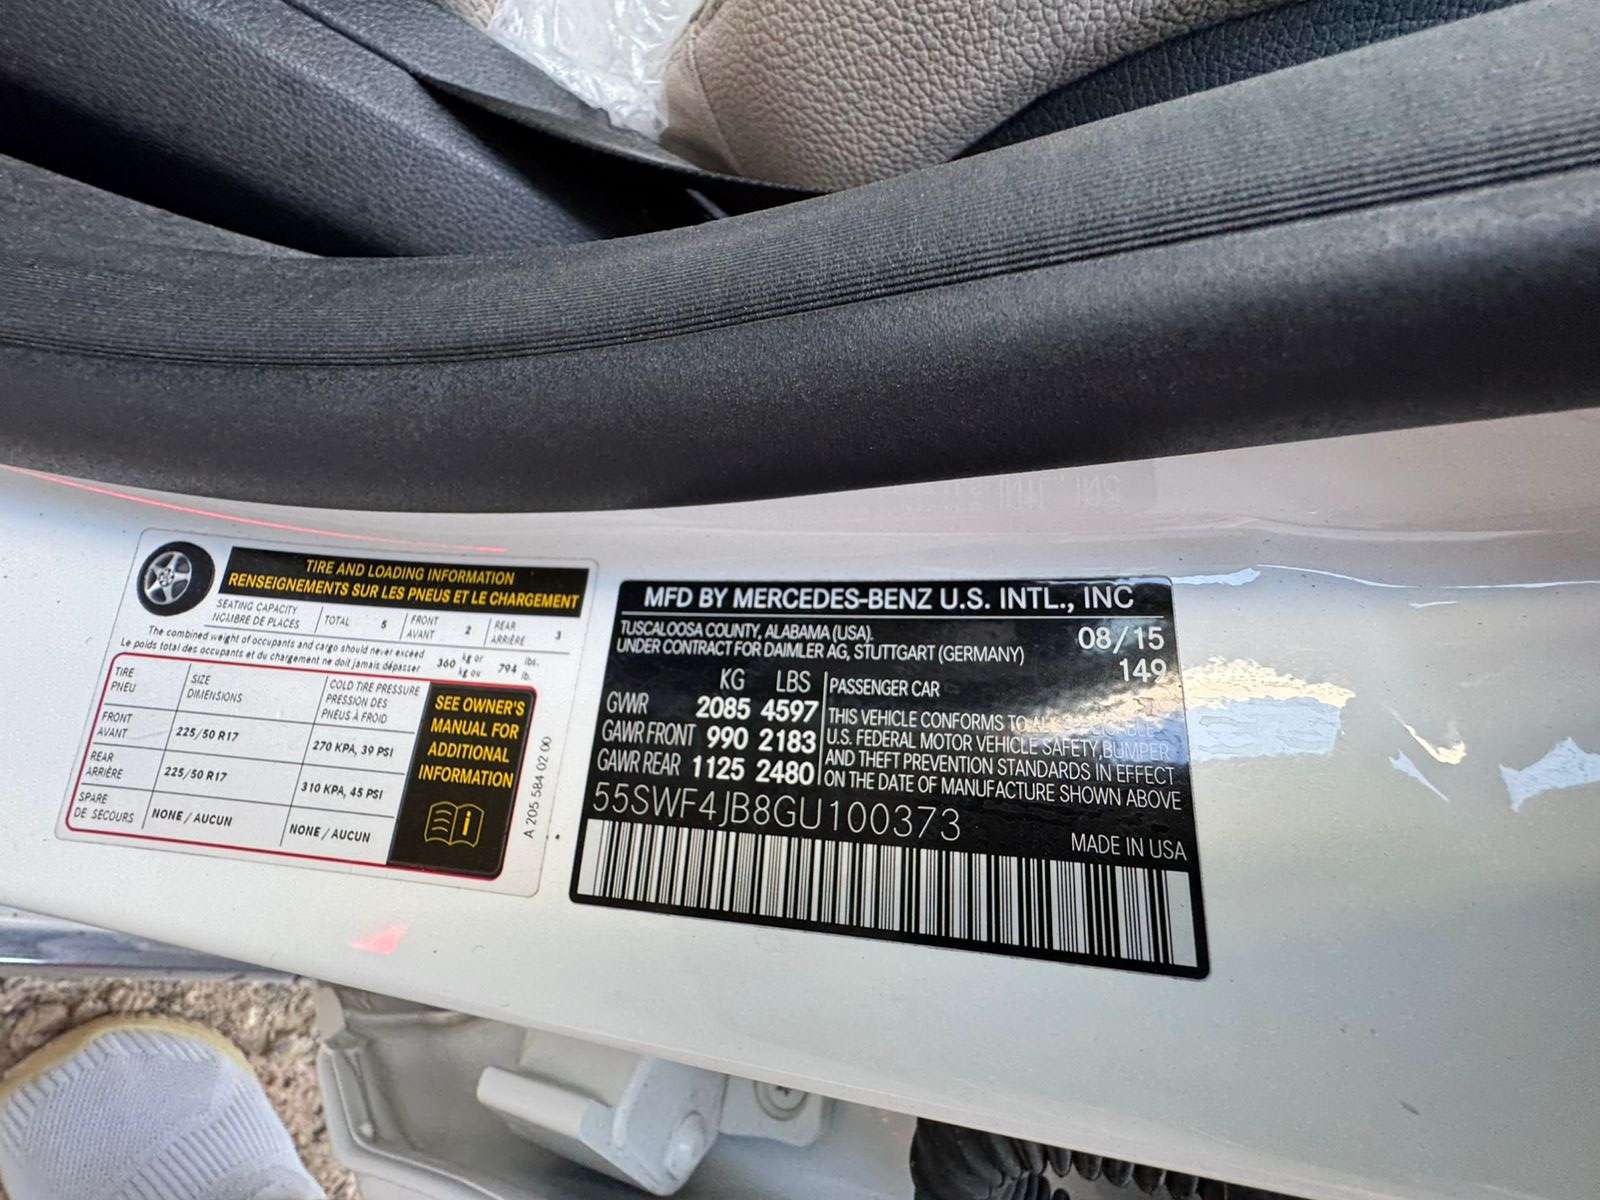 TIRE AND LOADING INFORMATION
RENSEIGNEMENTS SUR LES PNEUS ET LE CHARGEMENT
SEATING CAPACITY
NOMBRE DE PLACES
TOTAL 5
FRONT
AVANT 2
REAR
ARRIÈRE 3
The combined weight of occupants and cargo should never exceed
Le poids total des occupants et du chargement ne doit jamais dépasser
360 kg or
kg ou
794 lbs.
lb.
TIRE
PNEU
SIZE
DIMENSIONS
COLD TIRE PRESSURE
PRESSION DES
PNEUS À FROID
FRONT
AVANT
225/50 R17
270 KPA, 39 PSI
REAR
ARRIÈRE
225/50 R17
310 KPA, 45 PSI
SPARE
DE SECOURS
NONE / AUCUN
NONE / AUCUN
SEE OWNER'S
MANUAL FOR
ADDITIONAL
INFORMATION
i
A 205 584 02 00
MFD BY MERCEDES-BENZ U.S. INTL., INC
TUSCALOOSA COUNTY, ALABAMA (USA).
UNDER CONTRACT FOR DAIMLER AG, STUTTGART (GERMANY)
08/15
149
KG LBS
GVWR 2085 4597
GAWR FRONT 990 2183
GAWR REAR 1125 2480
PASSENGER CAR
THIS VEHICLE CONFORMS TO ALL APPLICABLE
U.S. FEDERAL MOTOR VEHICLE SAFETY, BUMPER
AND THEFT PREVENTION STANDARDS IN EFFECT
ON THE DATE OF MANUFACTURE SHOWN ABOVE
55SWF4JB8GU100373
MADE IN USA